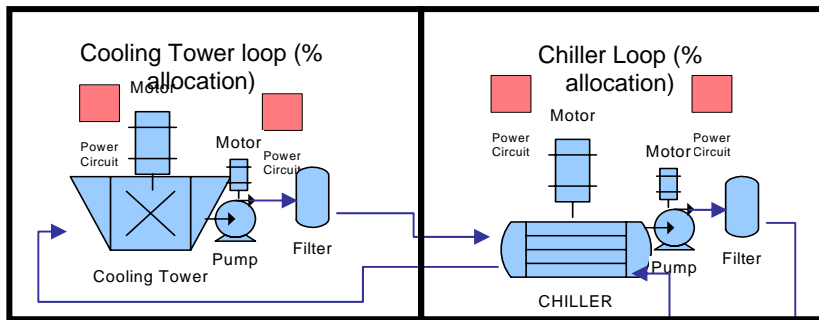 Cooling Tower loop (%
allocation)
Motor
Power
Circuit
Motor
Power
Circuit
Filter
Pump
Cooling Tower
Chiller Loop (%
allocation)
Power
Circuit
Motor
Motor
Power
Circuit
Filter
Pump
CHILLER